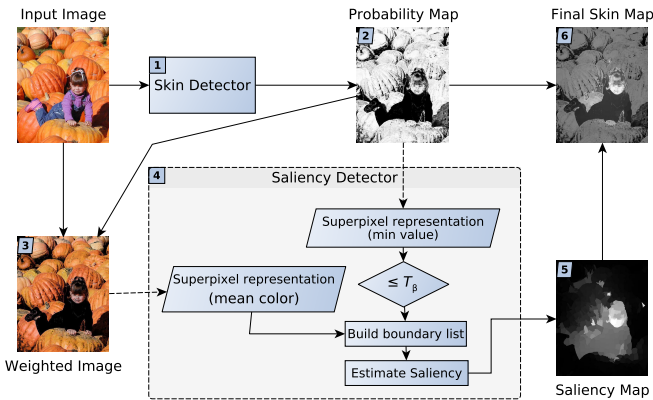 Input Image
Probability Map
Final Skin Map
1
Skin Detector
2
6
4
Saliency Detector
Superpixel representation
(min value)
3
Superpixel representation
(mean color)
≤ Tβ
5
Build boundary list
Estimate Saliency
Weighted Image
Saliency Map